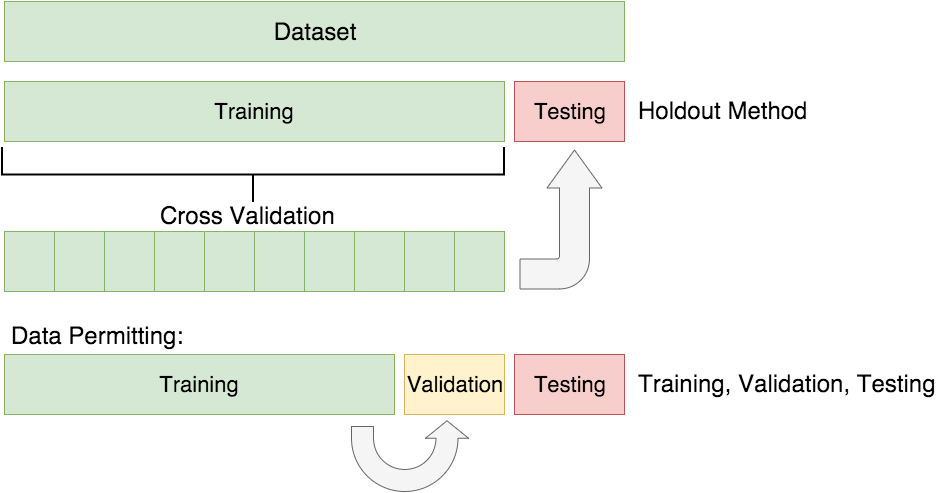 Dataset
Training
Testing
Holdout Method
Cross Validation
Data Permitting:
Training
Validation
Testing
Training, Validation, Testing